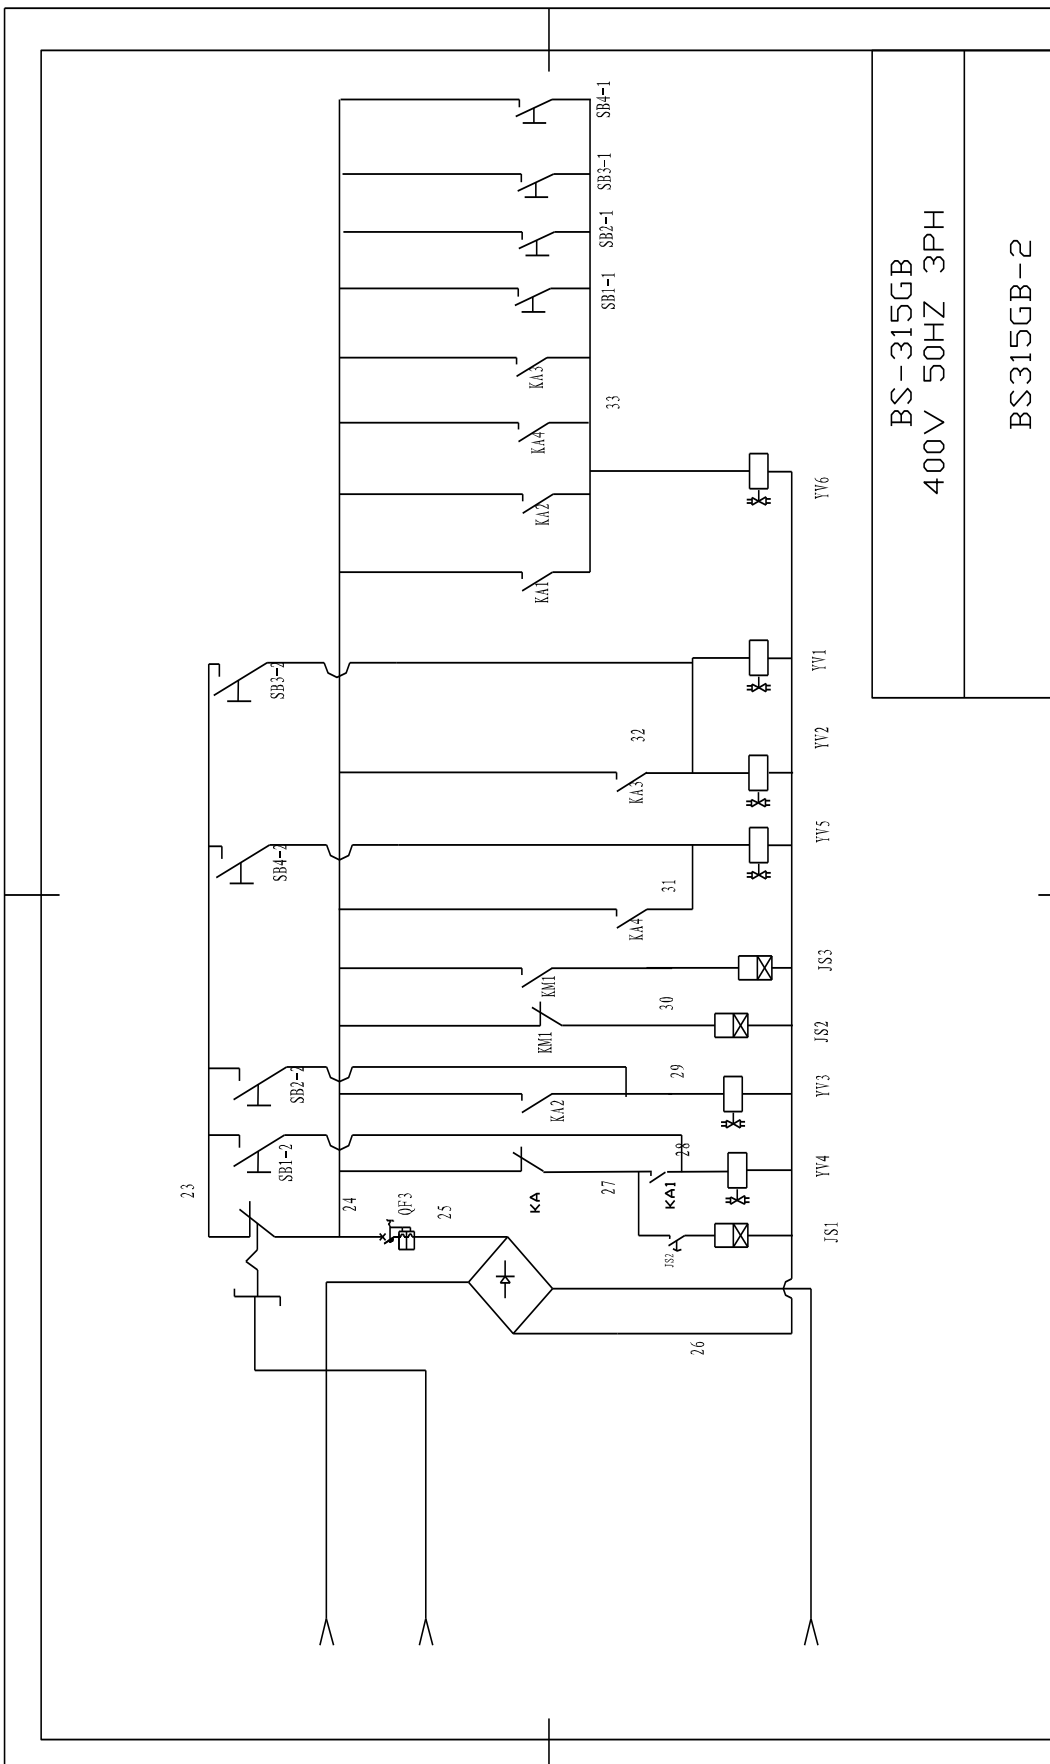 SB4-1
SB3-1
SB2-1
SB1-1
KA3
KA4
33
KA2
KA1
YV6
SB3-2
YV1
32
YV2
KA3
SB4-2
YV5
31
KA4
KM1
JS3
30
KM1
JS2
SB2-2
29
KA2
YV3
SB1-2
28
23
24
QF3
25
KA
27
KA1
YV4
JS2
JS1
26
BS-315GB
400V 50HZ 3PH
BS315GB-2